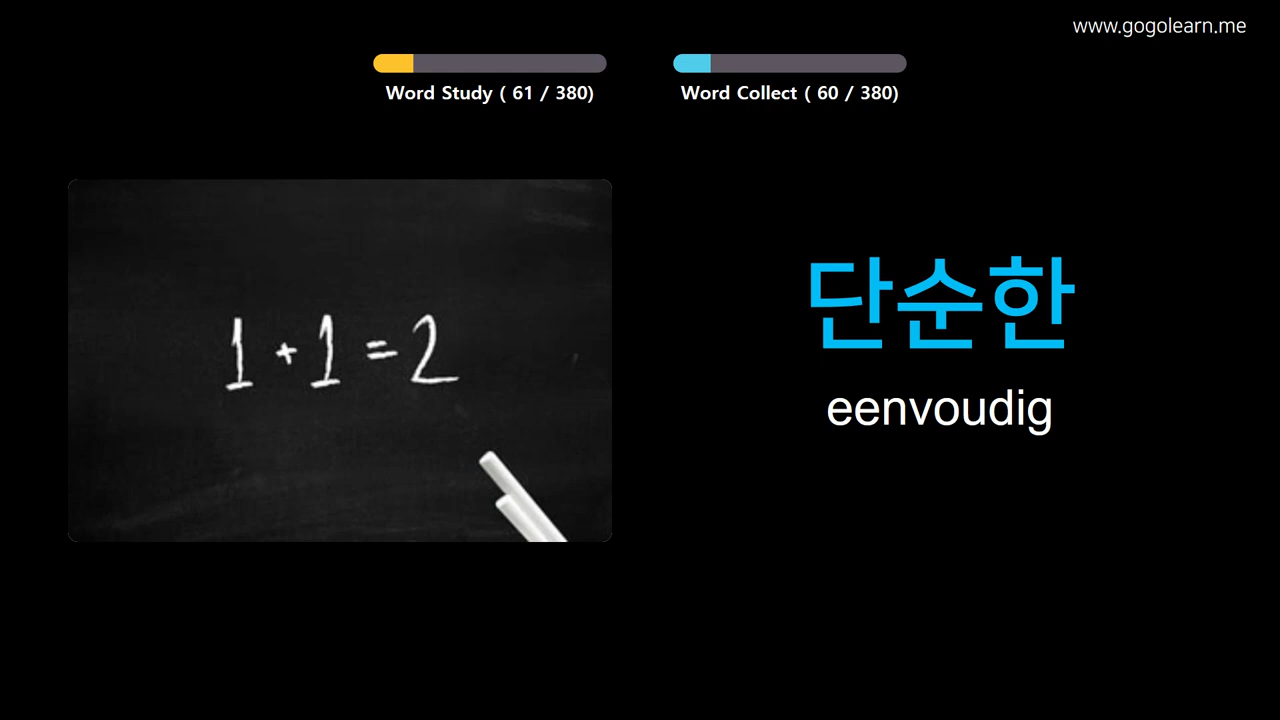 www.gogolearn.me
Word Study ( 61 / 380)
Word Collect ( 60 / 380)
1 + 1 = 2
단순한
eenvoudig